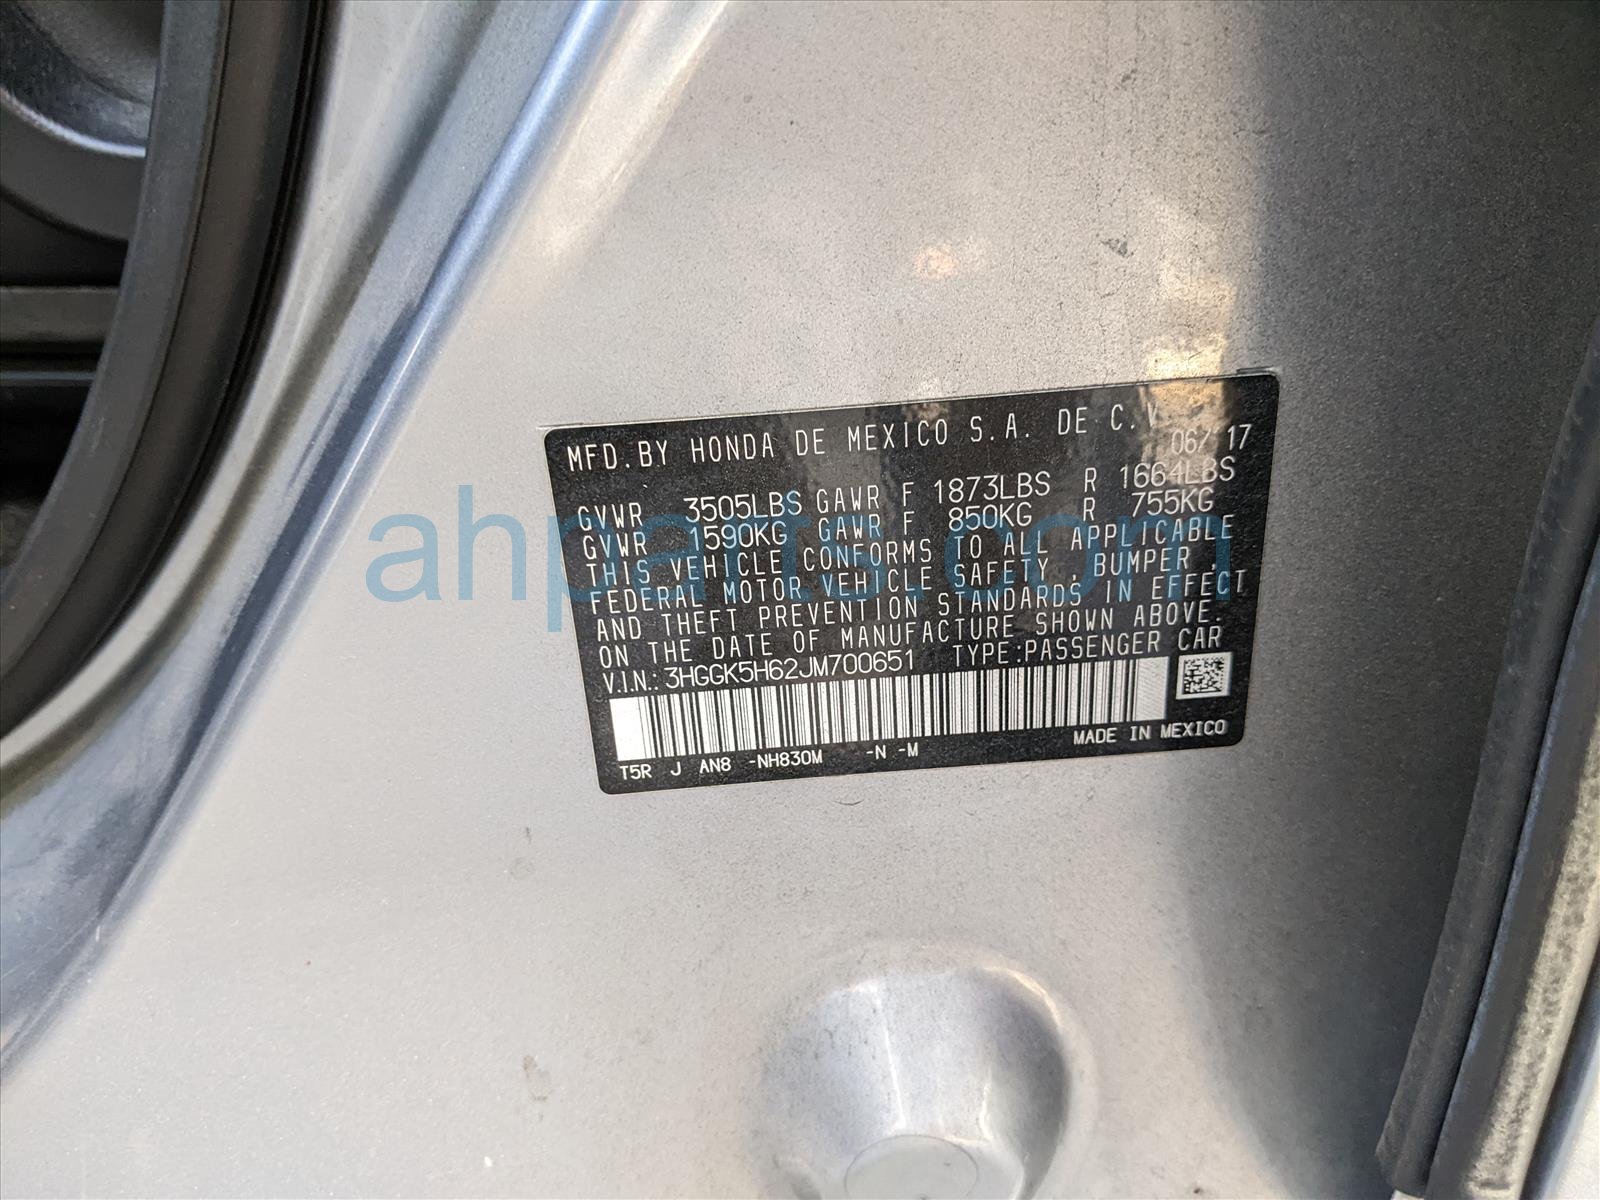 MFD.BY HONDA DE MEXICO S.A. DE C.V
06/17
GVWR 3505LBS GAWR F 1873LBS R 1664LBS
GVWR 1590KG GAWR F 850KG R 755KG
THIS VEHICLE CONFORMS TO ALL APPLICABLE
FEDERAL MOTOR VEHICLE SAFETY , BUMPER ,
AND THEFT PREVENTION STANDARDS IN EFFECT
ON THE DATE OF MANUFACTURE SHOWN ABOVE.
V.I.N.: 3HGGK5H62JM700651 TYPE:PASSENGER CAR
MADE IN MEXICO
T5R J AN8 -NH830M -N -M
ahparts.com